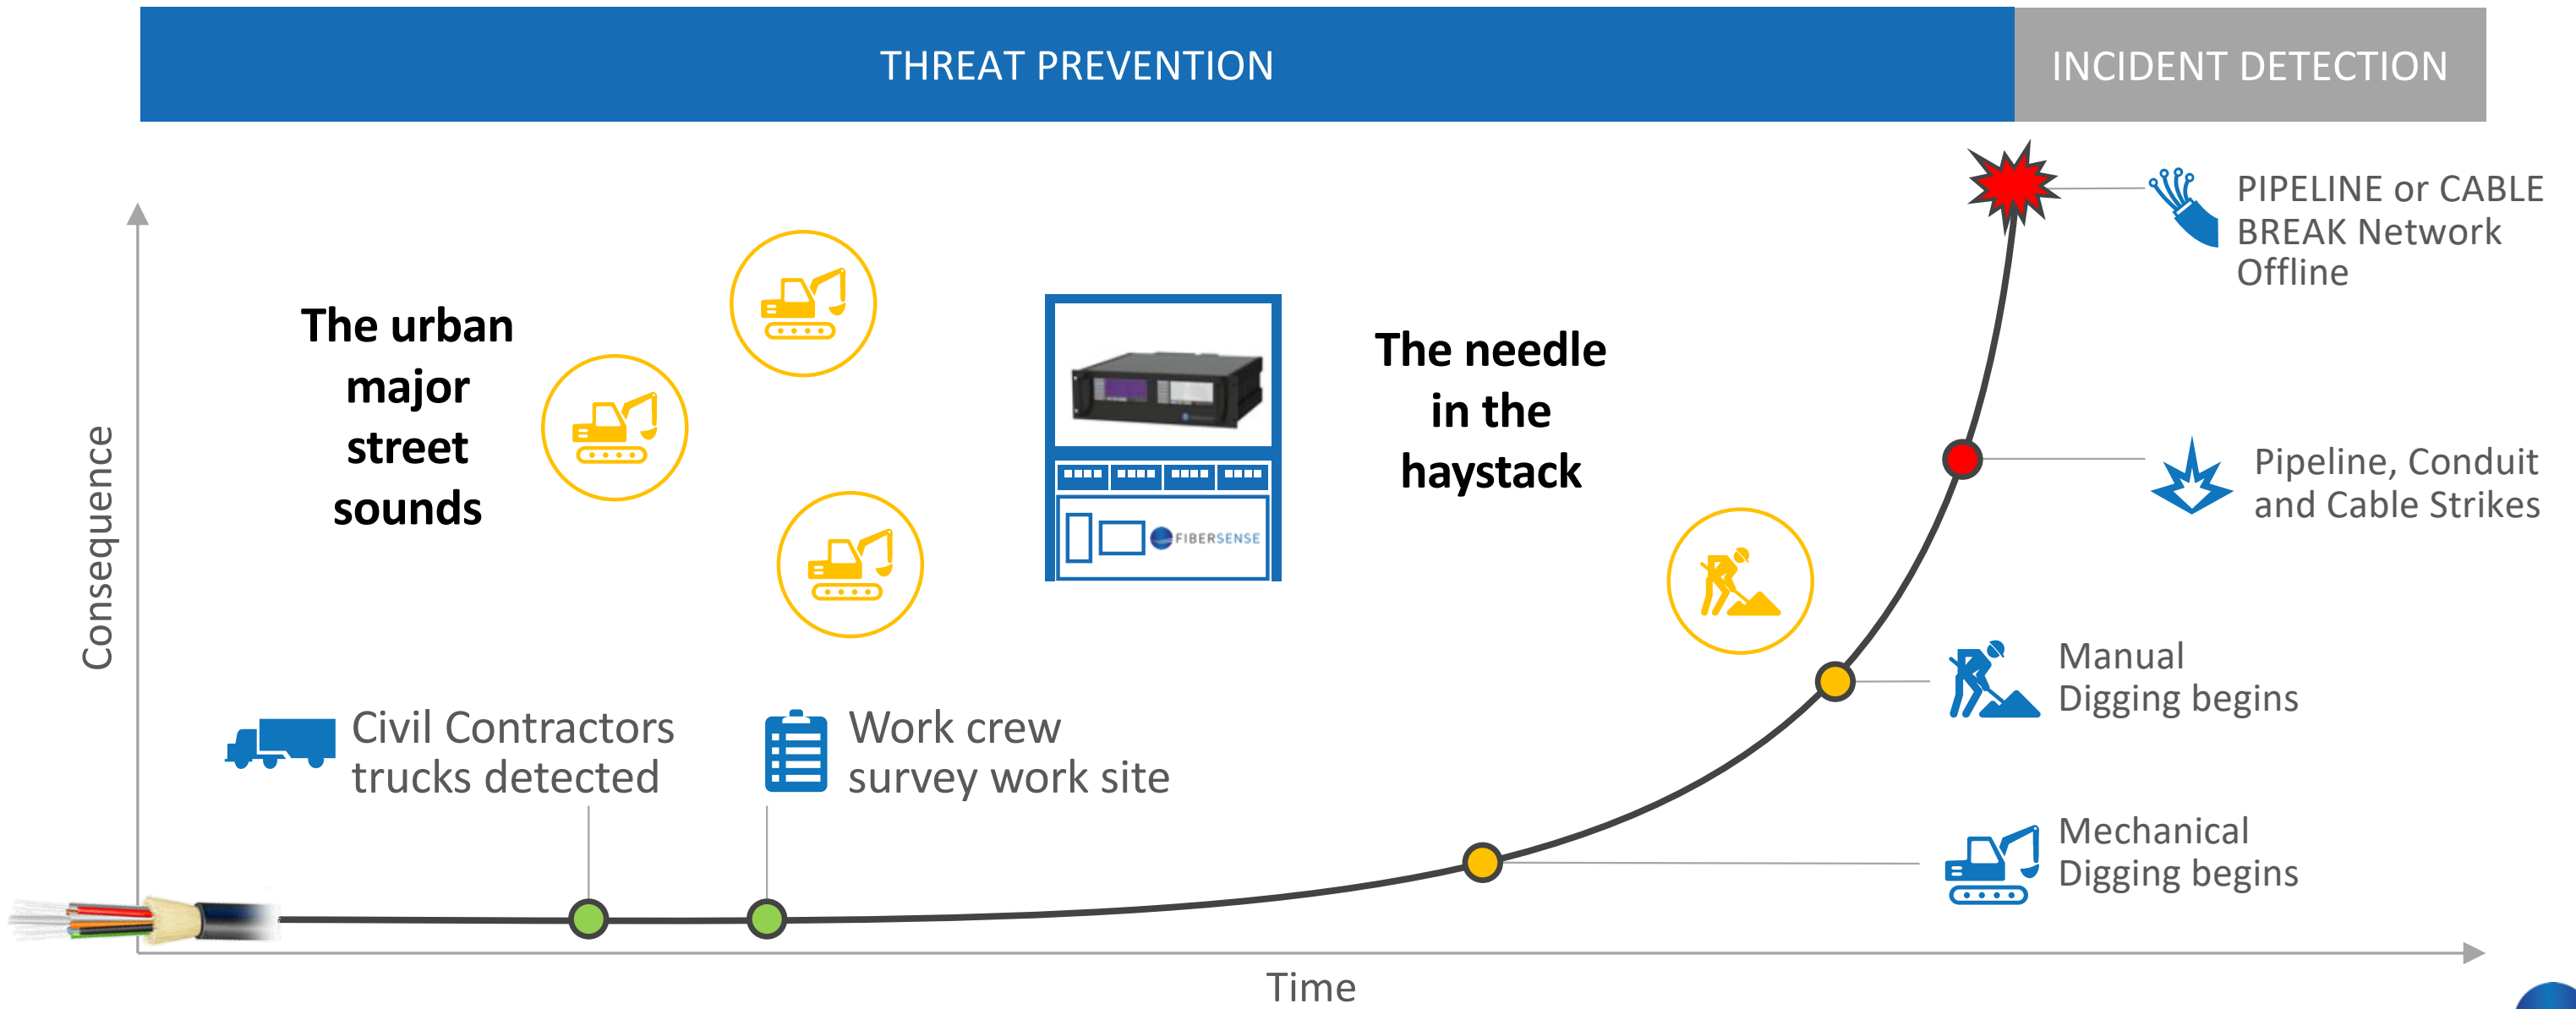 THREAT PREVENTION
INCIDENT DETECTION
PIPELINE or CABLE
BREAK Network
Offline
The urban
major
street
sounds
The needle
in the
haystack
Consequence
Pipeline, Conduit
and Cable Strikes
FIBERSENSE
Manual
Digging begins
Civil Contractors
trucks detected
Work crew
survey work site
Mechanical
Digging begins
Time